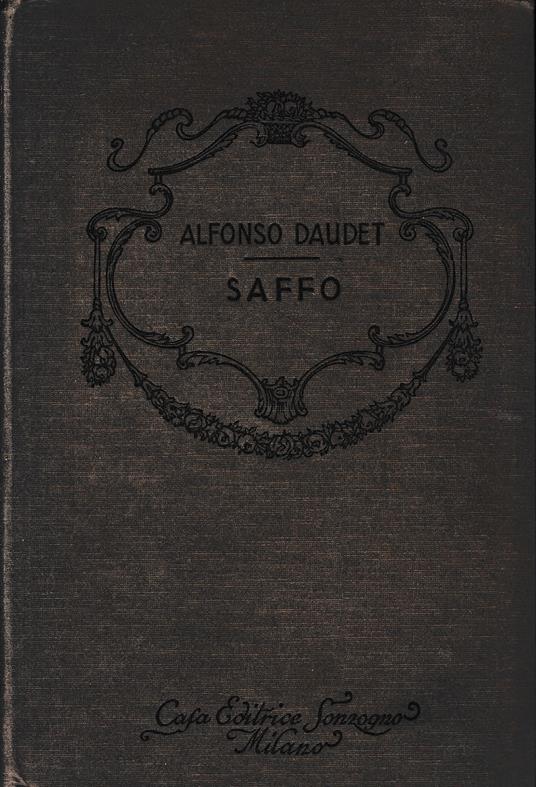 ALFONSO DAUDET
SAFFO
Casa Editrice Sonzogno
Milano